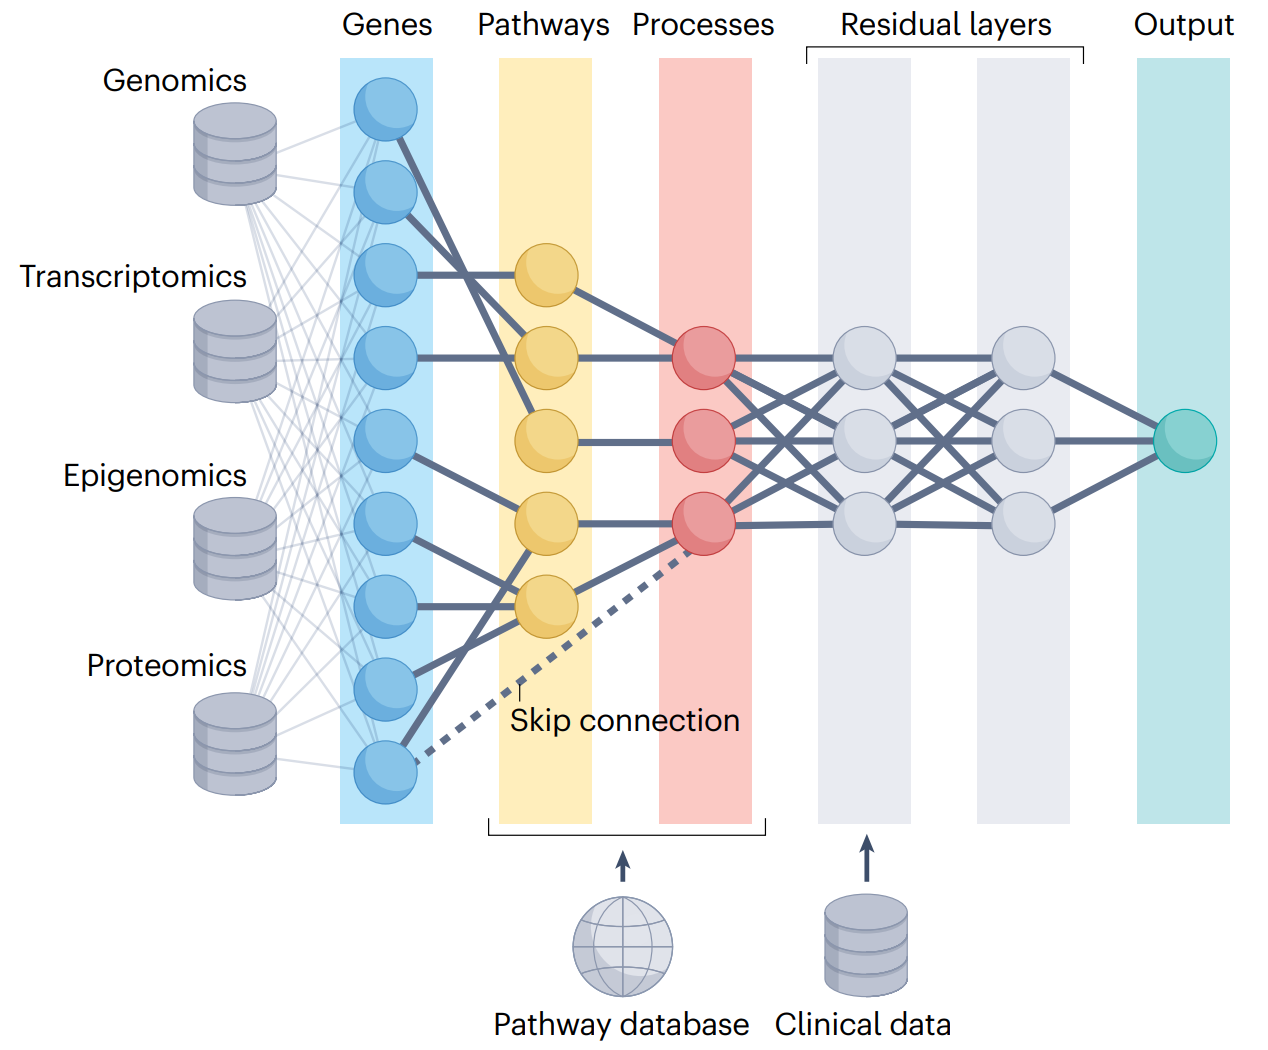 Genes
Pathways
Processes
Residual layers
Output
Genomics
Transcriptomics
Epigenomics
Proteomics
Skip connection
Pathway database
Clinical data